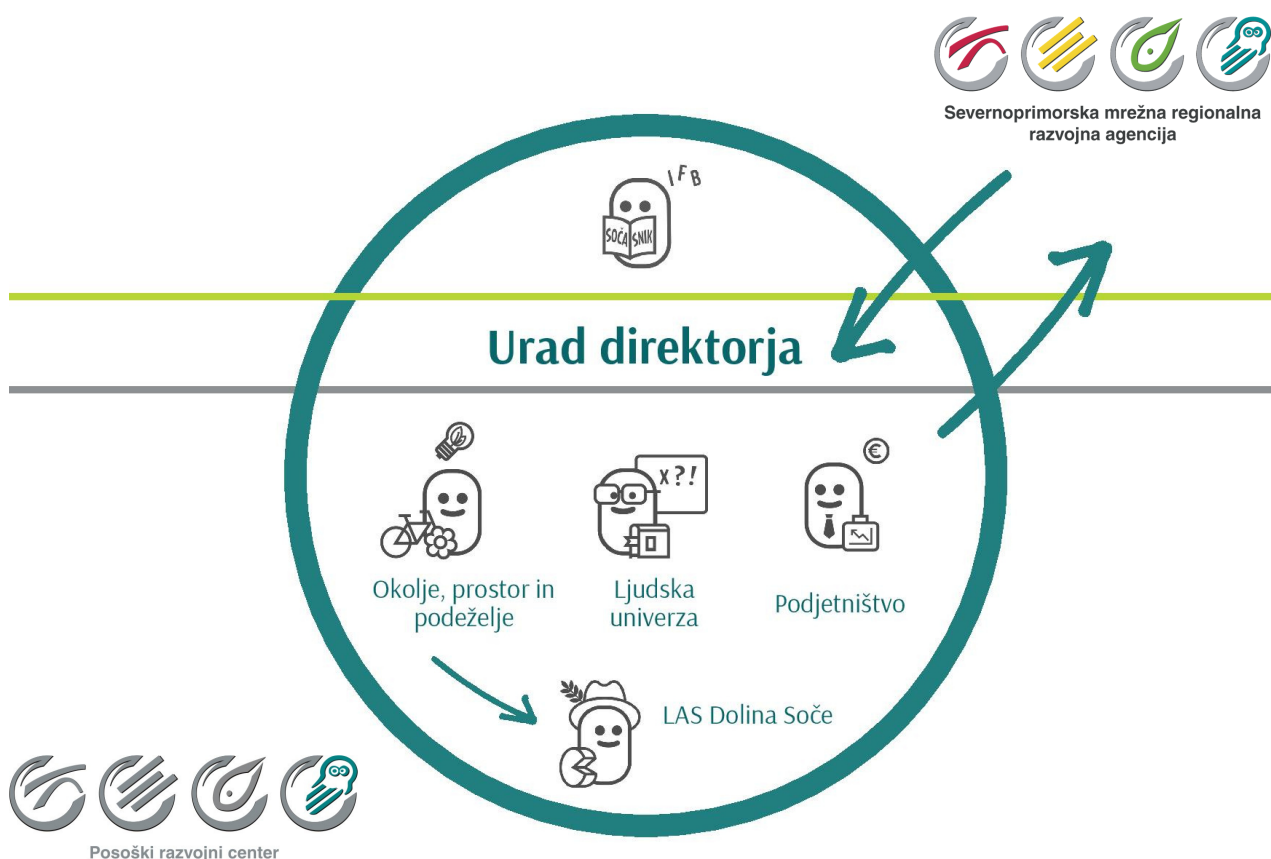 Severnoprimorska mrežna regionalna
razvojna agencija
IFB
SOČA SNIK
Urad direktorja
€
x?!
Okolje, prostor in
podeželje
Ljudska
univerza
Podjetništvo
LAS Dolina Soče
Posoški razvojni center